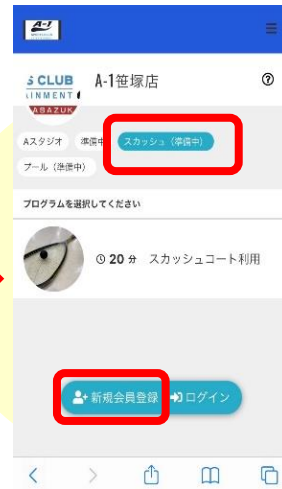 A-1
S CLUB
AINMENT
ABAZUK
A-1笹塚店
Aスタジオ
準備中
スカッシュ（準備中）
プール（準備中）
プログラムを選択してください
20 分 スカッシュコート利用
新規会員登録
ログイン